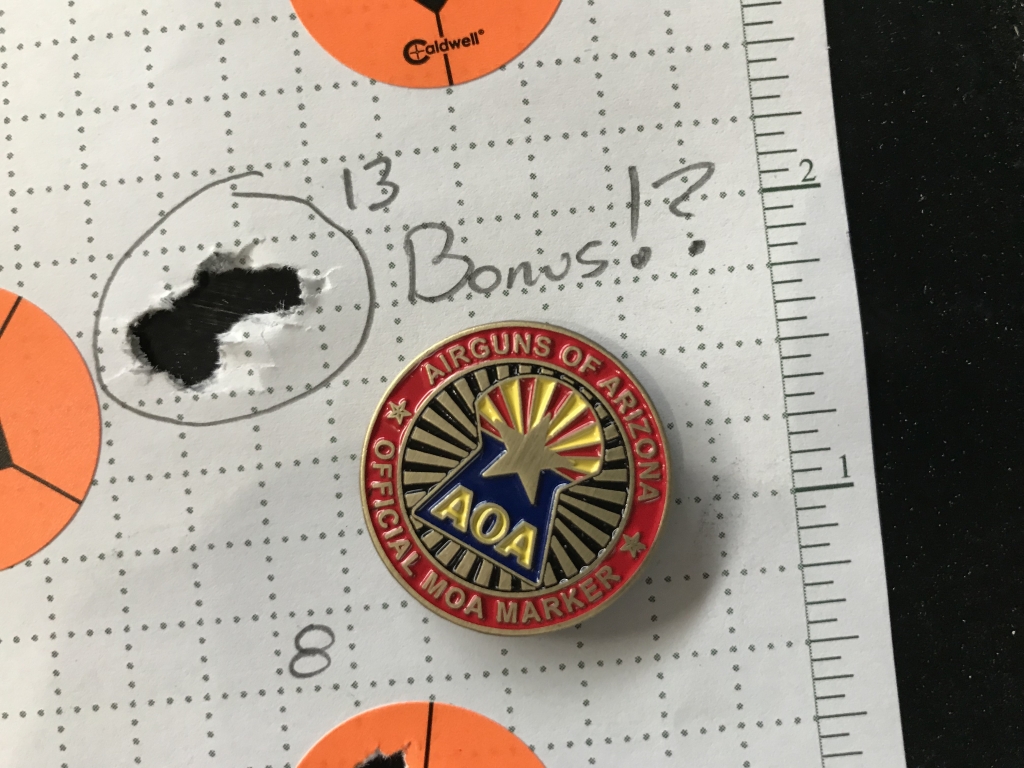 Caldwell®
2
13
Bonus!?
AIRGUNS OF ARIZONA
AOA
OFFICIAL MOA MARKER
1
8